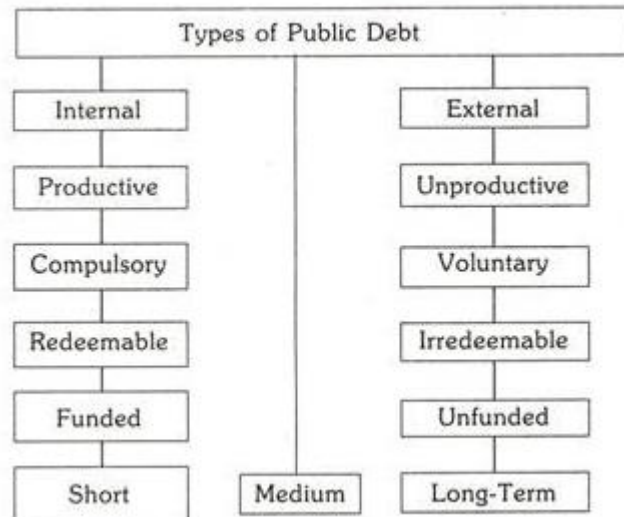 Types of Public Debt
Internal
External
Productive
Unproductive
Compulsory
Voluntary
Redeemable
Irredeemable
Funded
Unfunded
Short
Medium
Long-Term